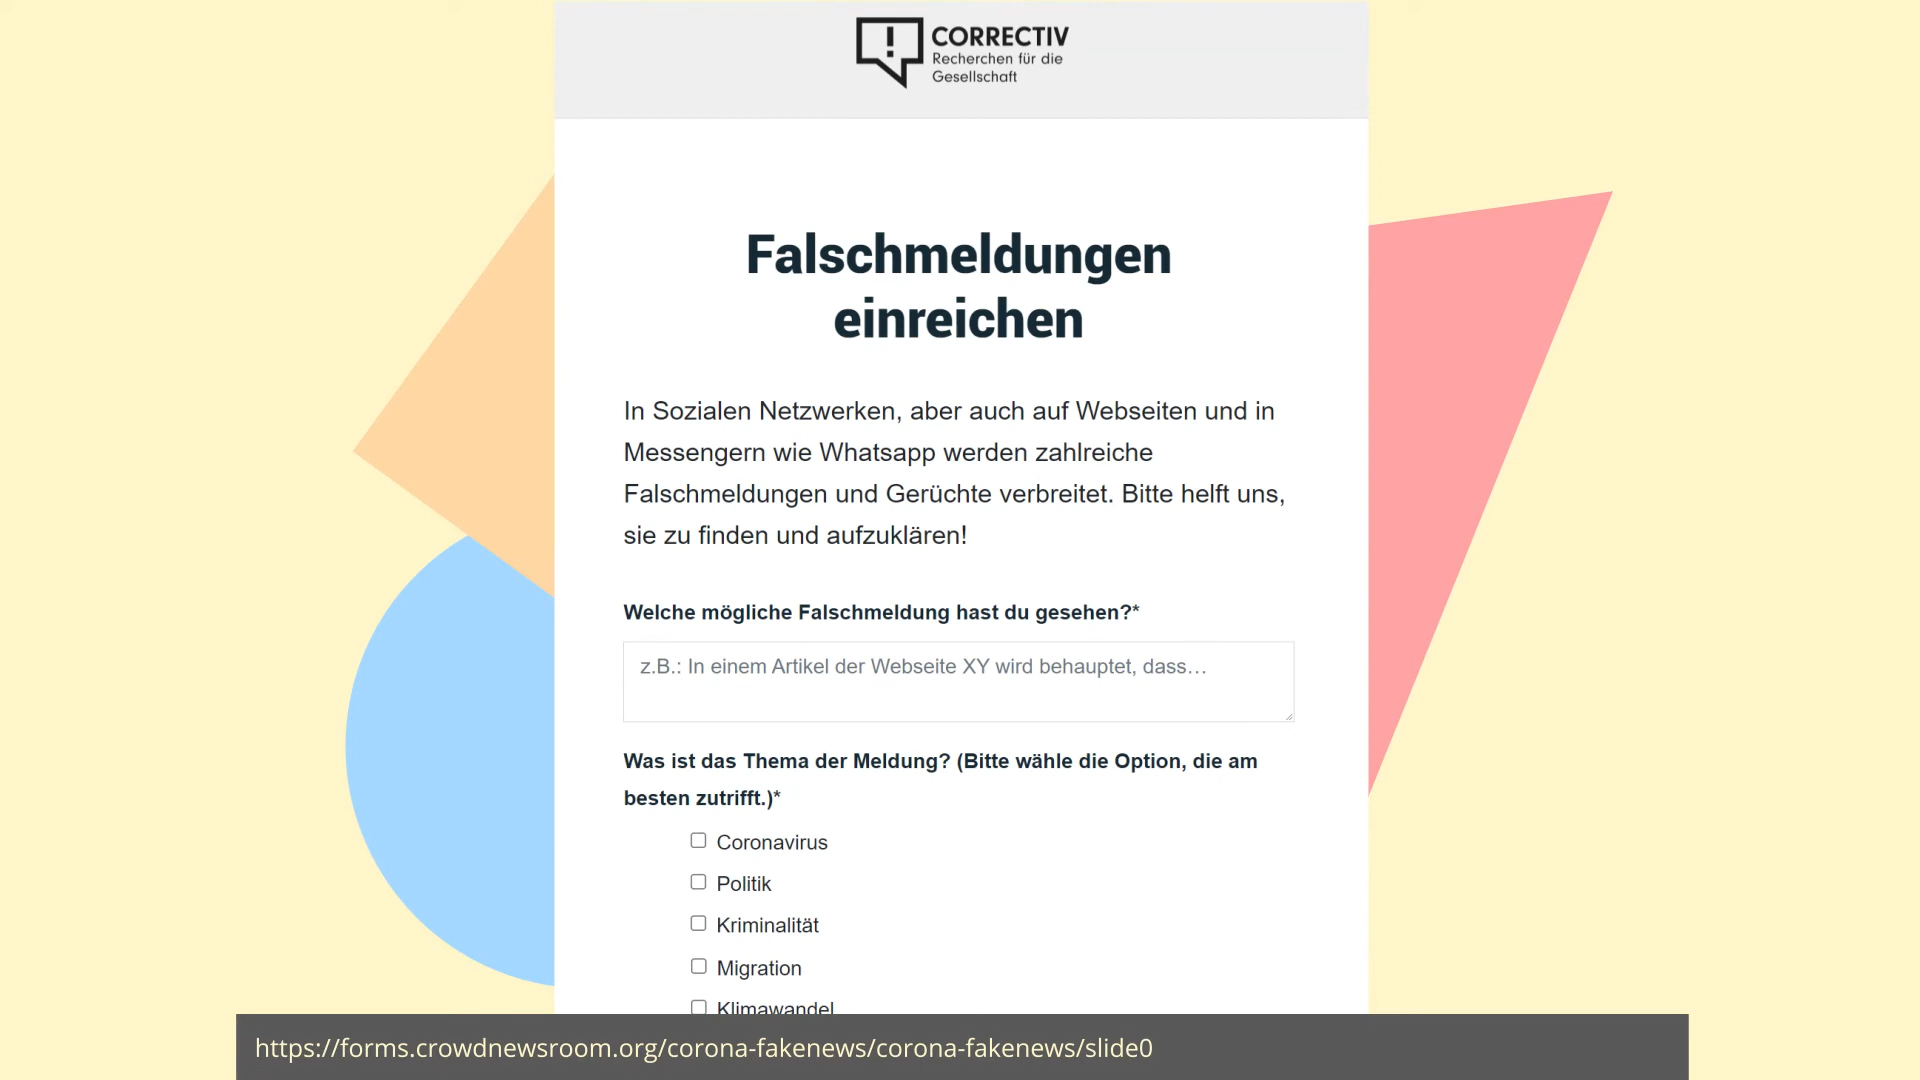 CORRECTIV
Recherchen für die
Gesellschaft
Falschmeldungen
einreichen
In Sozialen Netzwerken, aber auch auf Webseiten und in
Messengern wie Whatsapp werden zahlreiche
Falschmeldungen und Gerüchte verbreitet. Bitte helft uns,
sie zu finden und aufzuklären!
Welche mögliche Falschmeldung hast du gesehen?*
z.B.: In einem Artikel der Webseite XY wird behauptet, dass…
Was ist das Thema der Meldung? (Bitte wähle die Option, die am
besten zutrifft.)*
Coronavirus
Politik
Kriminalität
Migration
Klimawandel
https://forms.crowdnewsroom.org/corona-fakenews/corona-fakenews/slide0